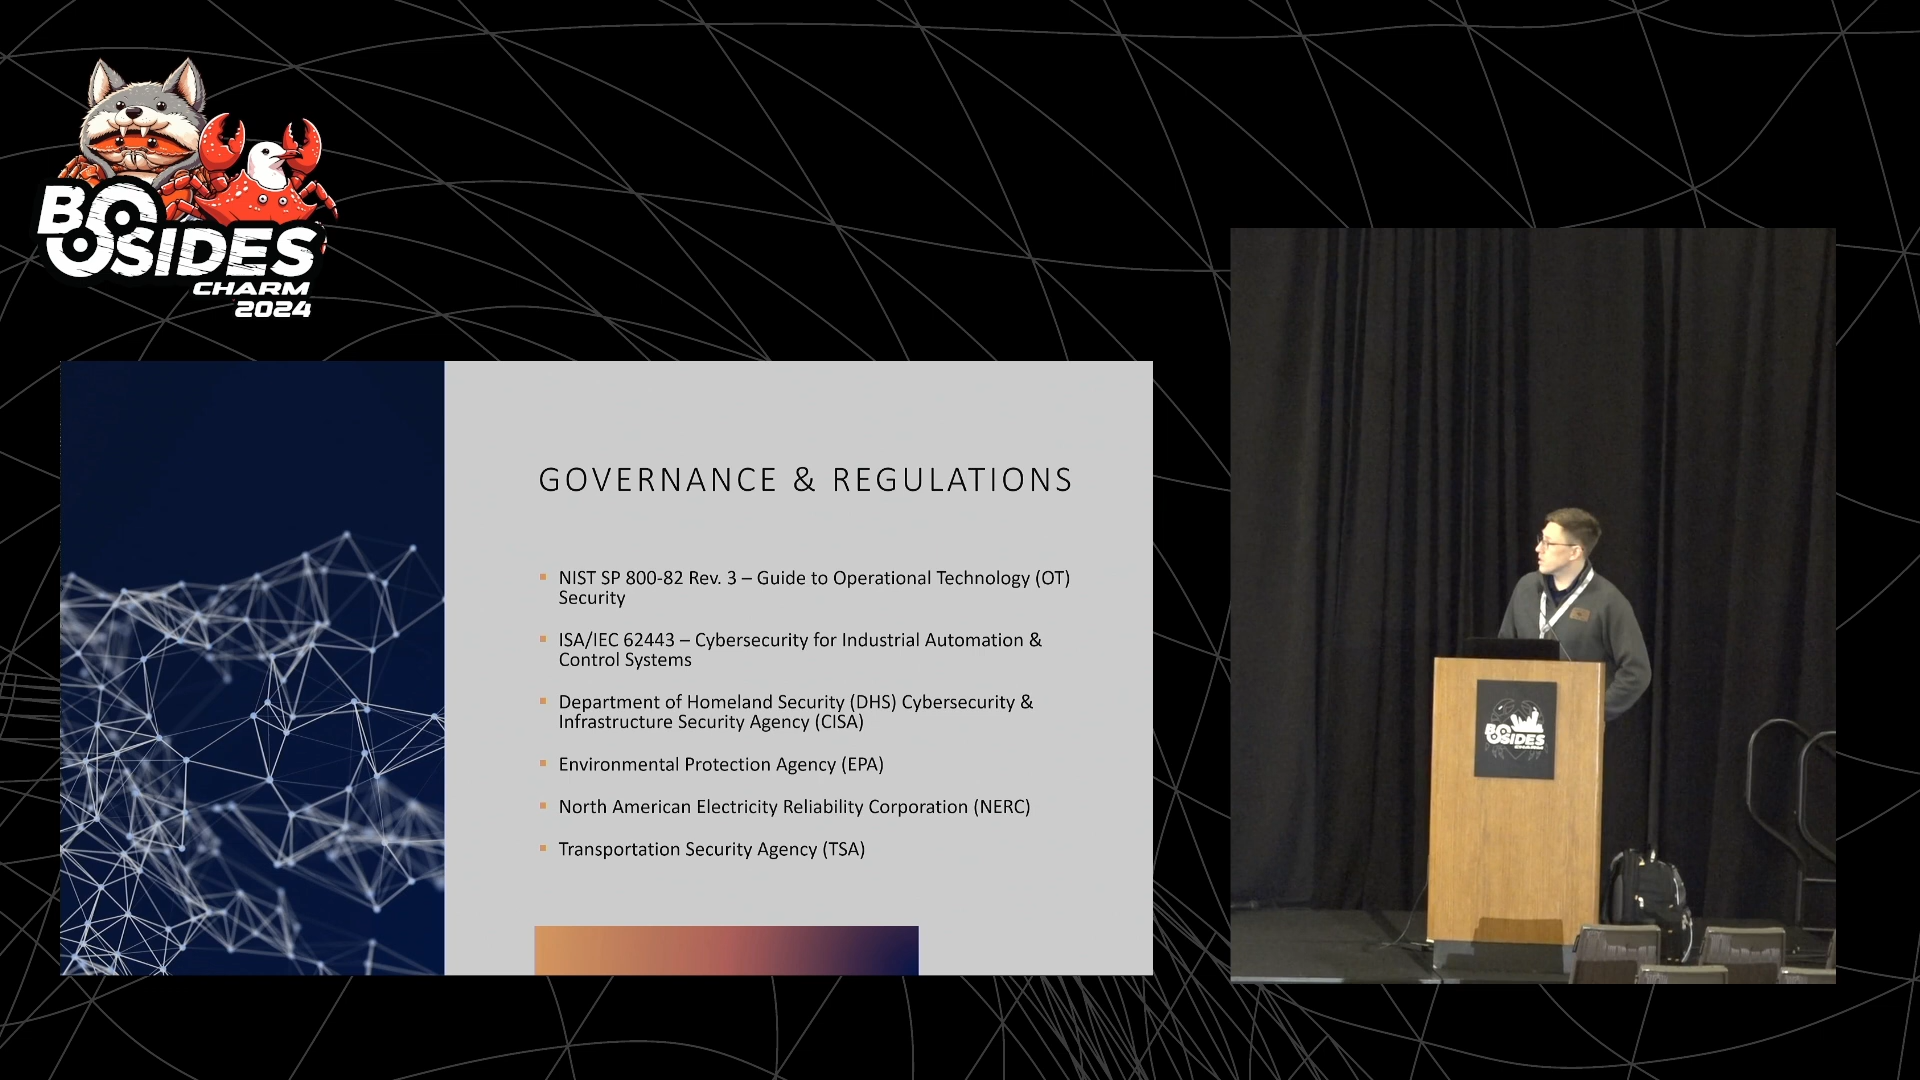 BSIDES
CHARM
2024
GOVERNANCE & REGULATIONS
NIST SP 800-82 Rev. 3 – Guide to Operational Technology (OT)
Security
ISA/IEC 62443 – Cybersecurity for Industrial Automation &
Control Systems
Department of Homeland Security (DHS) Cybersecurity &
Infrastructure Security Agency (CISA)
Environmental Protection Agency (EPA)
North American Electricity Reliability Corporation (NERC)
Transportation Security Agency (TSA)
BSIDES
CHARM